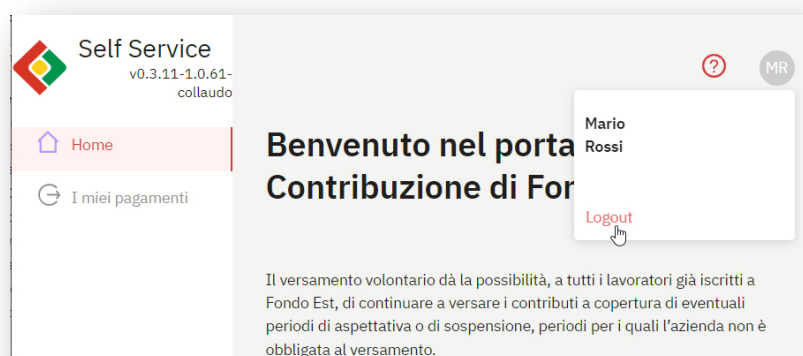 Self Service
v0.3.11-1.0.61-
collaudo
MR
Mario
Rossi
Logout
Home
I miei pagamenti
Benvenuto nel porta
Contribuzione di For
Il versamento volontario dà la possibilità, a tutti i lavoratori già iscritti a
Fondo Est, di continuare a versare i contributi a copertura di eventuali
periodi di aspettativa o di sospensione, periodi per i quali l'azienda non è
obbligata al versamento.